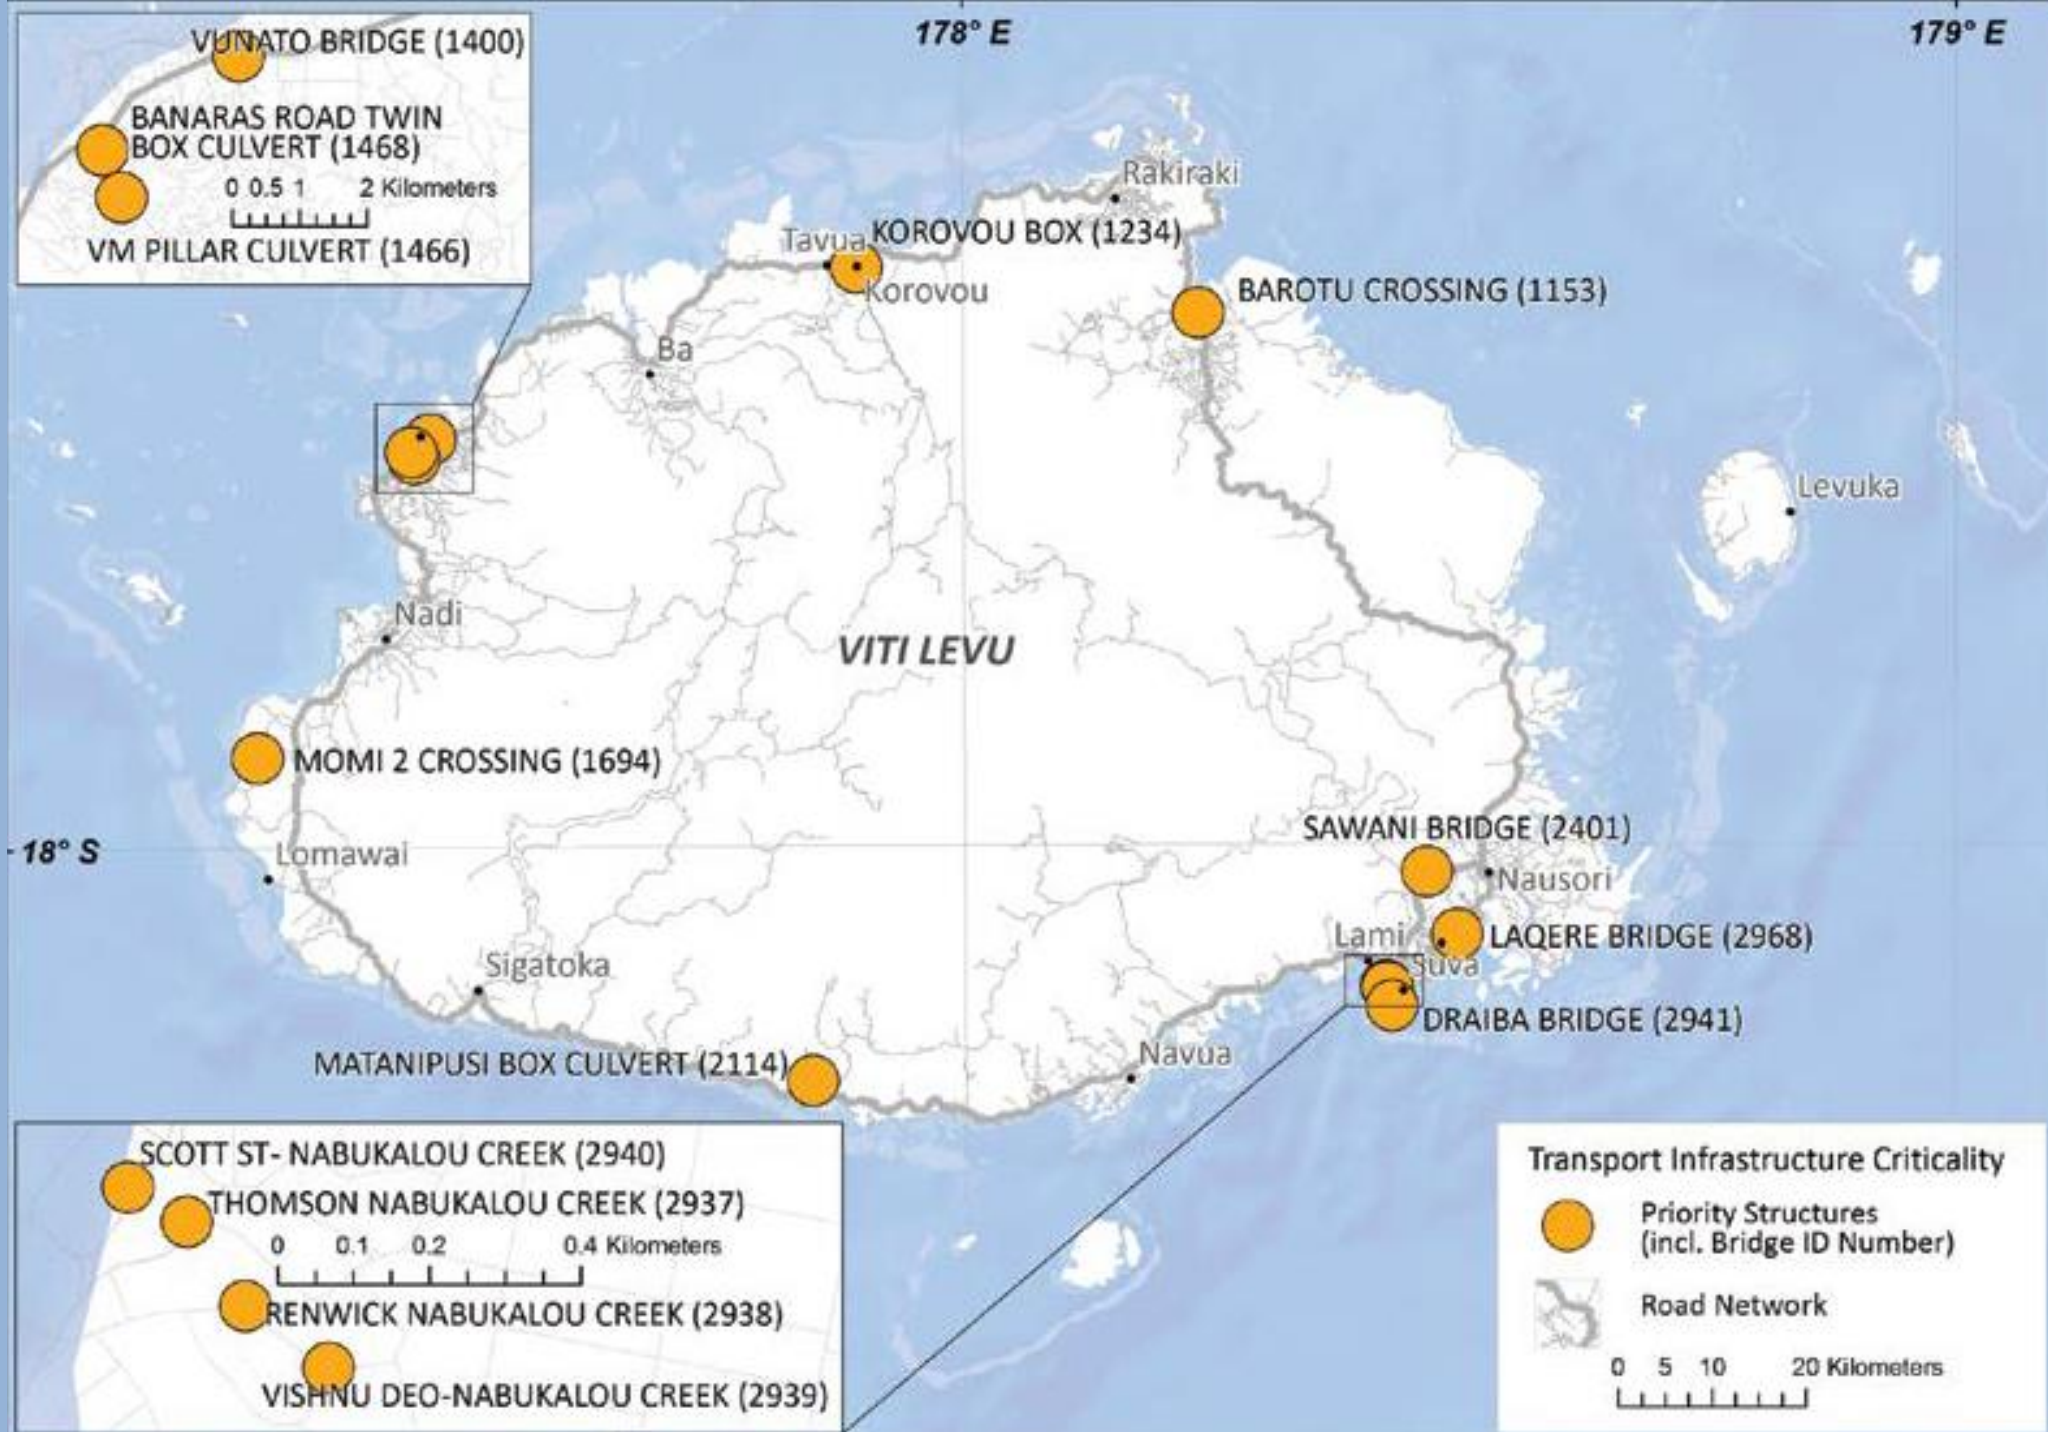 178° E
179° E
VUNATO BRIDGE (1400)
BANARAS ROAD TWIN
BOX CULVERT (1468)
0 0.5 1 2 Kilometers
VM PILLAR CULVERT (1466)
Rakiraki
Tavua
KOROVOU BOX (1234)
Korovou
BAROTU CROSSING (1153)
Ba
Levuka
Nadi
VITI LEVU
MOMI 2 CROSSING (1694)
SAWANI BRIDGE (2401)
18° S
Lomawai
Nausori
Lami
LAQERE BRIDGE (2968)
Suva
Sigatoka
DRAIBA BRIDGE (2941)
Navua
MATANIPUSI BOX CULVERT (2114)
SCOTT ST- NABUKALOU CREEK (2940)
THOMSON NABUKALOU CREEK (2937)
0 0.1 0.2 0.4 Kilometers
RENWICK NABUKALOU CREEK (2938)
VISHNU DEO-NABUKALOU CREEK (2939)
Transport Infrastructure Criticality
Priority Structures
(incl. Bridge ID Number)
Road Network
0 5 10 20 Kilometers